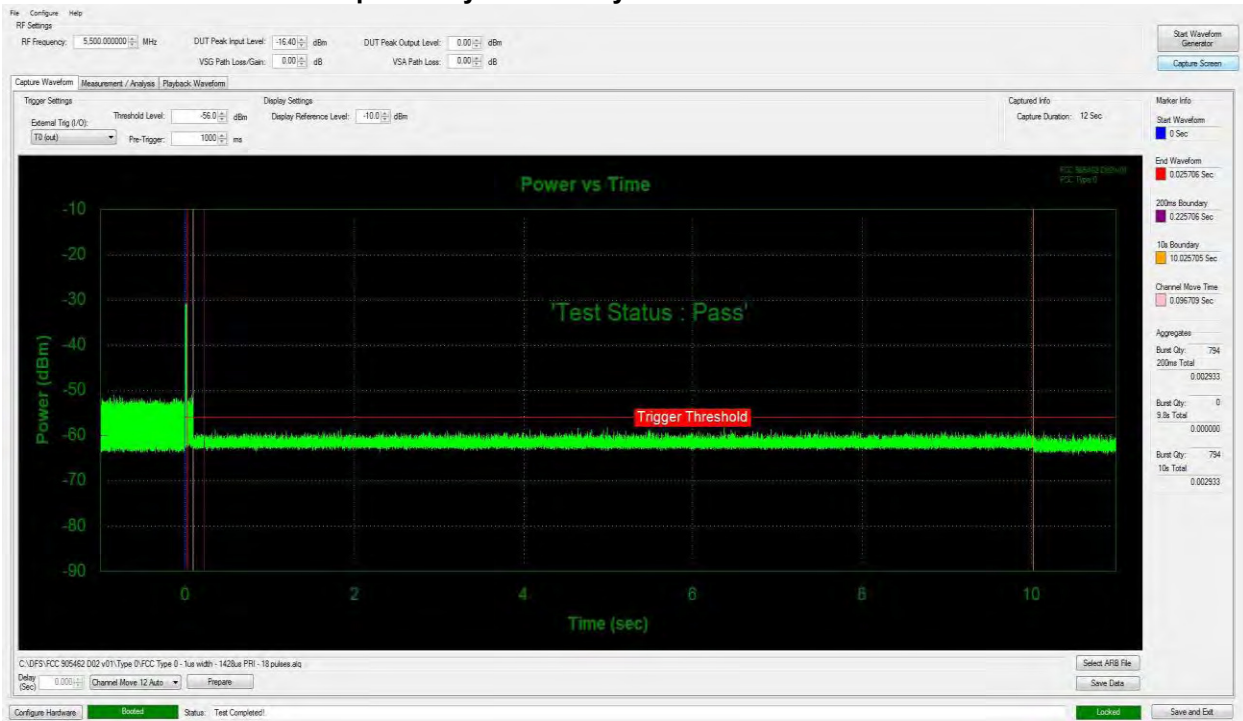 File Configure Help
RF Settings
RF Frequency: 5,500.000000 MHz DUT Peak Input Level: -16.40 dBm DUT Peak Output Level: 0.00 dBm
VSG Path Loss/Gain: 0.00 dB VSA Path Loss: 0.00 dB
Start Waveform Generator
Capture Screen
Capture Waveform Measurement / Analysis Playback Waveform
Trigger Settings
External Trig (I/O): Threshold Level: -56.0 dBm
T0 (out) Pre-Trigger: 1000 ms
Display Settings
Display Reference Level: -10.0 dBm
Captured Info
Capture Duration: 12 Sec
Power vs Time
FCC Type 0
'Test Status : Pass'
Trigger Threshold
Power (dBm)
-10
-20
-30
-40
-50
-60
-70
-80
-90
0 2 4 6 8 10
Time (sec)
Marker Info
Start Waveform
0 Sec
End Waveform
0.025706 Sec
200ms Boundary
0.225706 Sec
10s Boundary
10.025705 Sec
Channel Move Time
0.096709 Sec
Aggregates
Burst Qty: 794
200ms Total
0.002933
Burst Qty: 0
9.8s Total
0.000000
Burst Qty: 794
10s Total
0.002933
C:\DFS\FCC 905462 D02 v01\Type 0\FCC Type 0 - 1us width - 1428us PRI - 18 pulses.aiq
Select ARB File
Delay (Sec) 0.000 Channel Move 12 Auto Prepare
Save Data
Configure Hardware Booted Status: Test Completed! Locked Save and Exit